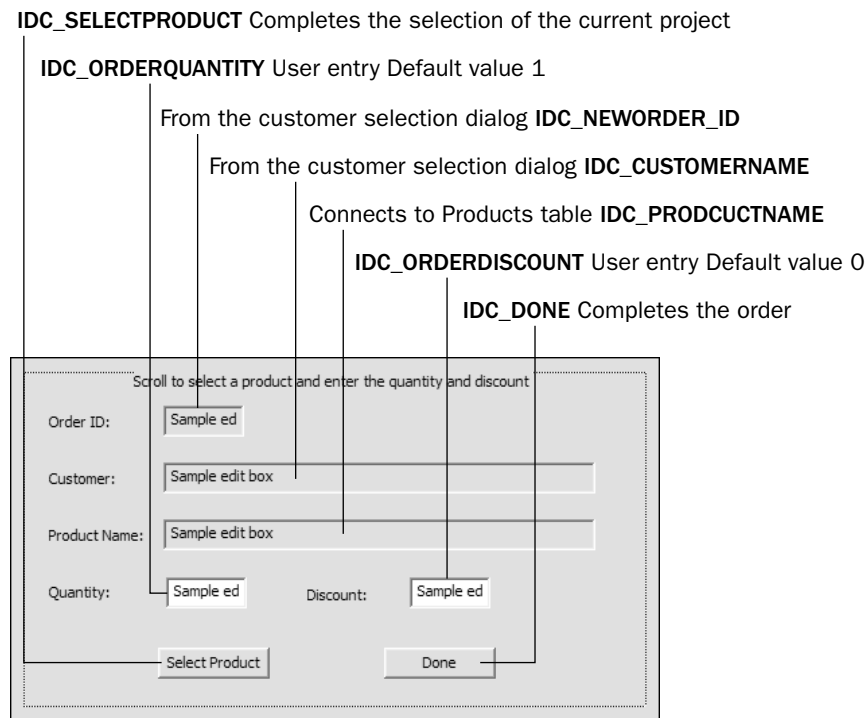 IDC_SELECTPRODUCT Completes the selection of the current project
IDC_ORDERQUANTITY User entry Default value 1
From the customer selection dialog IDC_NEWORDER_ID
From the customer selection dialog IDC_CUSTOMERNAME
Connects to Products table IDC_PRODCUCTNAME
IDC_ORDERDISCOUNT User entry Default value 0
IDC_DONE Completes the order
Scroll to select a product and enter the quantity and discount
Order ID: Sample ed
Customer: Sample edit box
Product Name: Sample edit box
Quantity: Sample ed Discount: Sample ed
Select Product Done